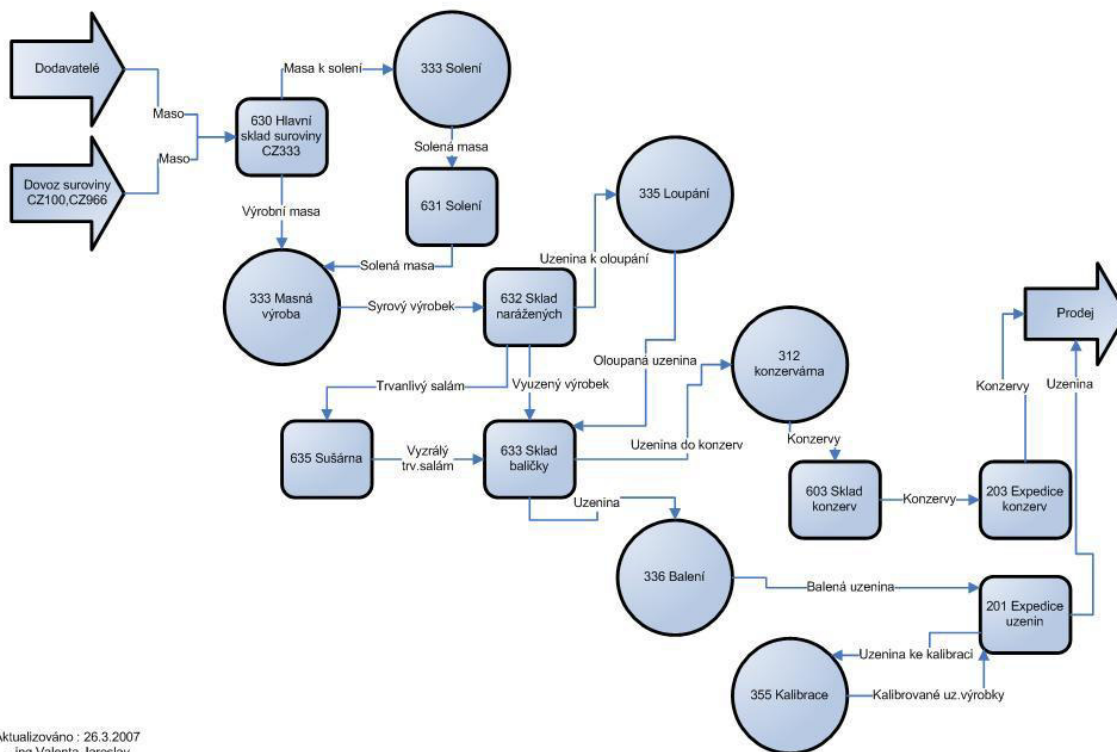 Dodavatelé
Masa k solení
333 Solení
Maso
630 Hlavní
sklad suroviny
CZ333
Maso
Solená masa
Dovoz suroviny
CZ100,CZ966
631 Solení
335 Loupání
Výrobní masa
Uzenina k oloupání
Solená masa
333 Masná
výroba
Syrový výrobek
632 Sklad
narážených
Prodej
Oloupaná uzenina
312
konzervárna
Trvanlivý salám
Vyuzený výrobek
Konzervy
Uzenina
635 Sušárna
Vyzrálý
trv.salám
633 Sklad
baličky
Uzenina do konzerv
Konzervy
603 Sklad
konzerv
Konzervy
203 Expedice
konzerv
Uzenina
336 Balení
Balená uzenina
201 Expedice
uzenin
Uzenina ke kalibraci
355 Kalibrace
Kalibrované uz.výrobky
Aktualizováno : 26.3.2007
ing.Valenta Jaroslav